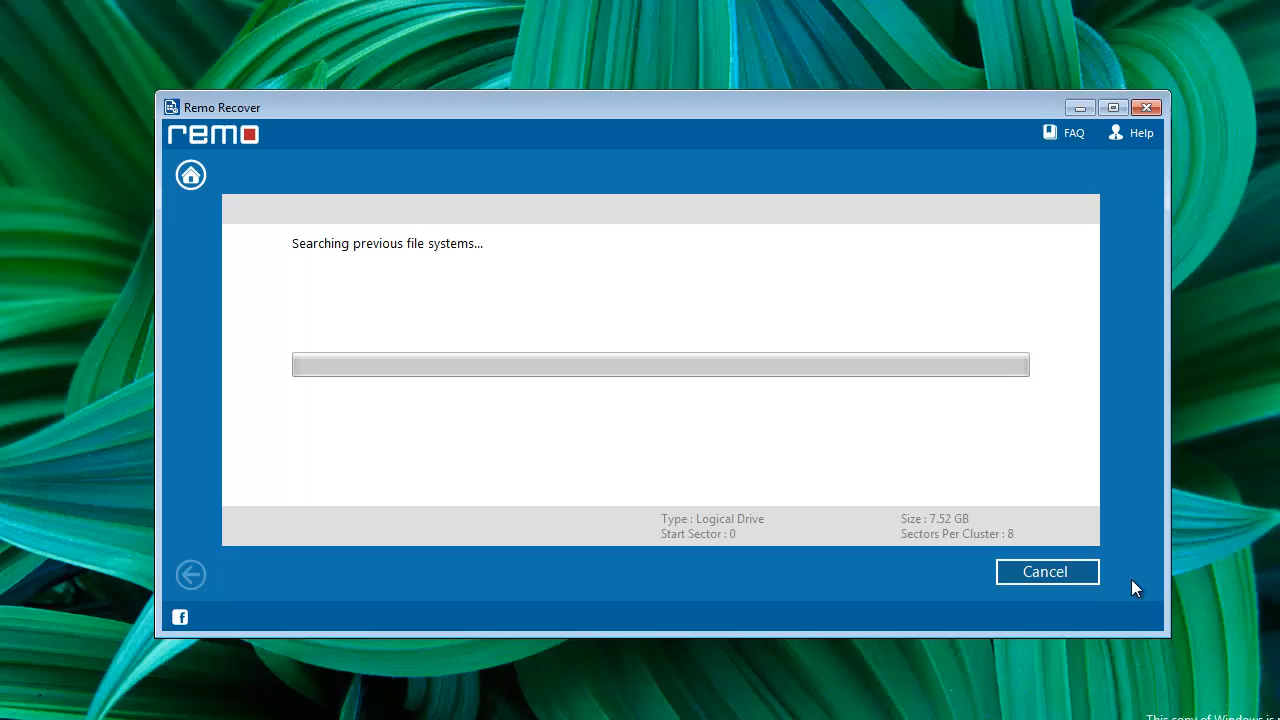 Remo Recover
remo
FAQ
Help
Searching previous file systems...
Type : Logical Drive
Size : 7.52 GB
Start Sector : 0
Sectors Per Cluster : 8
Cancel
f
This copy of Windows is